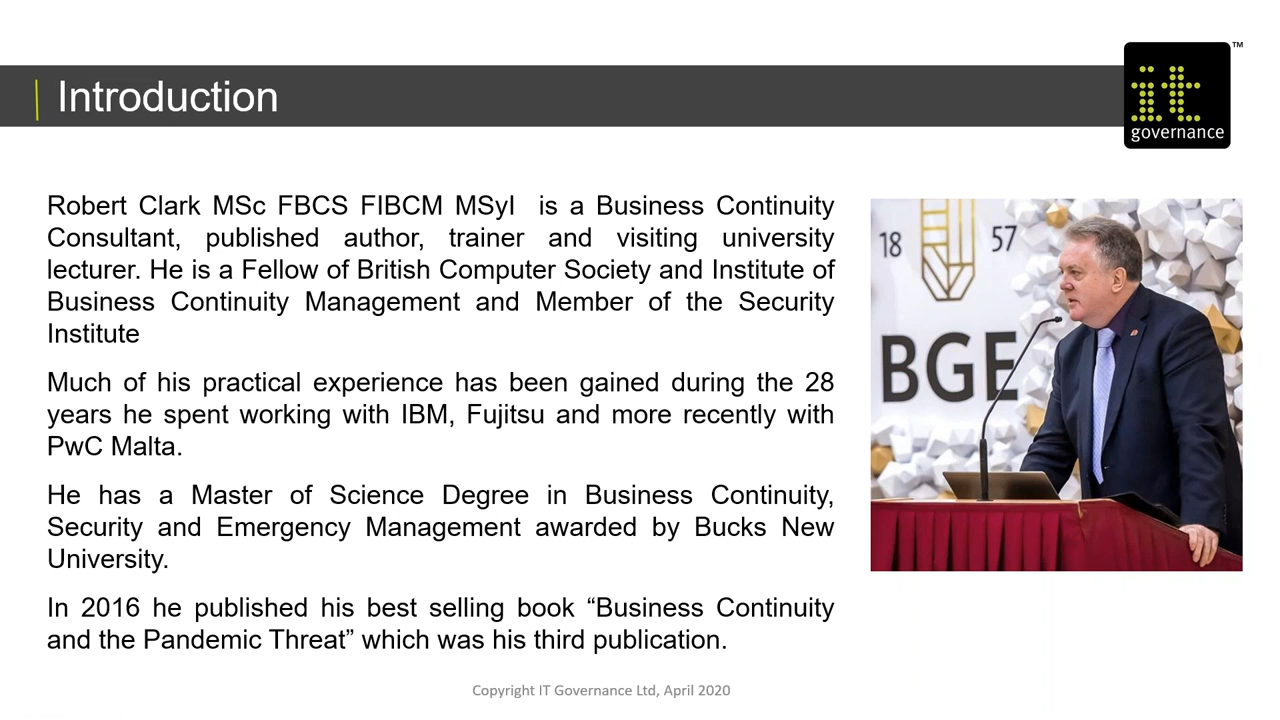 Introduction
it
governance
TM
Robert Clark MSc FBCS FIBCM MSyI is a Business Continuity
Consultant, published author, trainer and visiting university
lecturer. He is a Fellow of British Computer Society and Institute of
Business Continuity Management and Member of the Security
Institute
Much of his practical experience has been gained during the 28
years he spent working with IBM, Fujitsu and more recently with
PwC Malta.
He has a Master of Science Degree in Business Continuity,
Security and Emergency Management awarded by Bucks New
University.
In 2016 he published his best selling book “Business Continuity
and the Pandemic Threat” which was his third publication.
18 57
BGE
Copyright IT Governance Ltd, April 2020